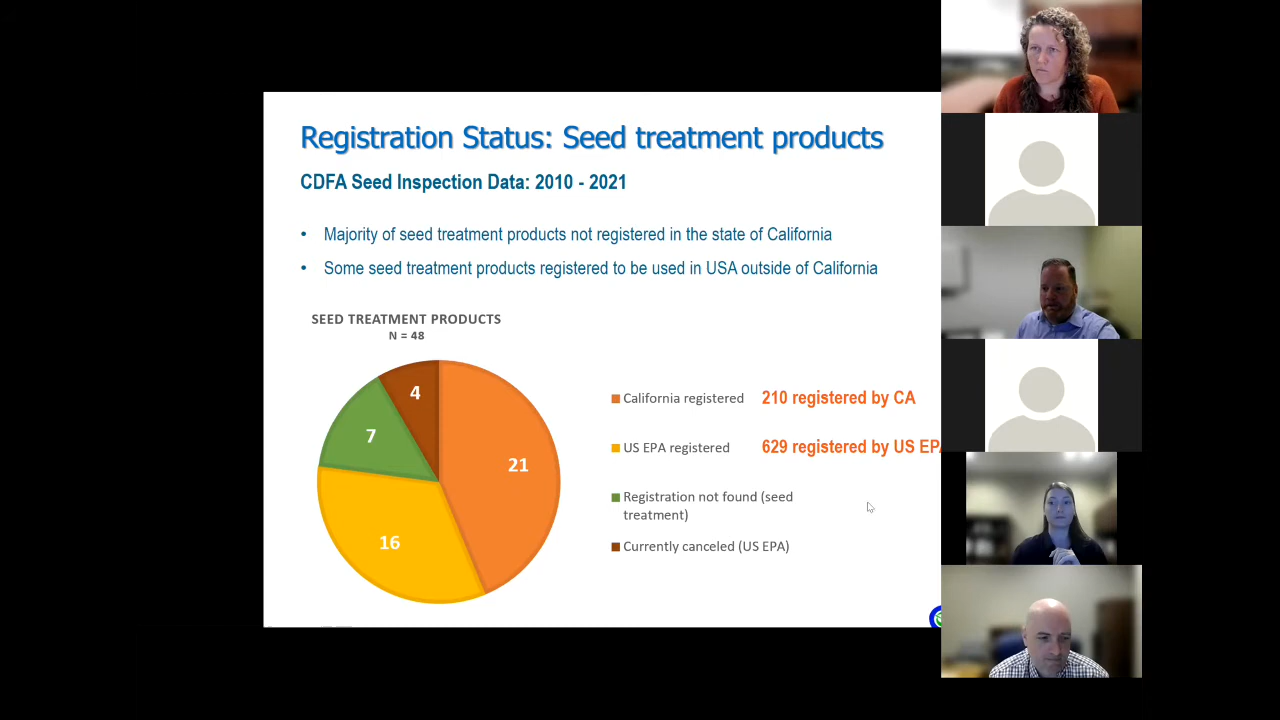 Registration Status: Seed treatment products
CDFA Seed Inspection Data: 2010 - 2021
• Majority of seed treatment products not registered in the state of California
• Some seed treatment products registered to be used in USA outside of California
SEED TREATMENT PRODUCTS
N = 48
4
7
21
16
California registered 210 registered by CA
US EPA registered 629 registered by US EPA
Registration not found (seed
treatment)
Currently canceled (US EPA)